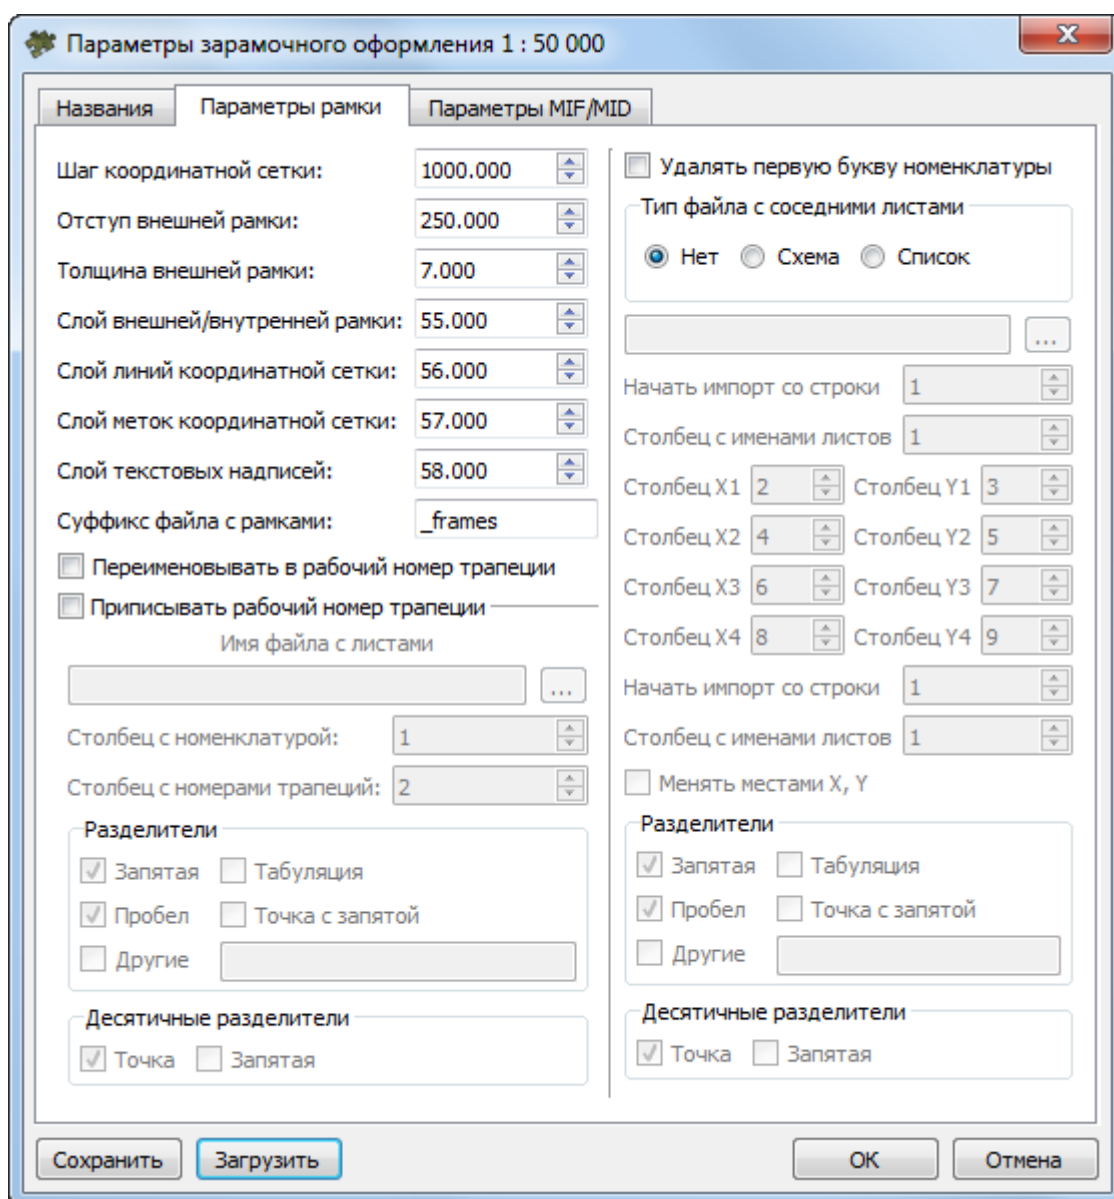 Параметры зарамочного оформления 1 : 50 000
Названия
Параметры рамки
Параметры MIF/MID
Шаг координатной сетки: 1000.000
Отступ внешней рамки: 250.000
Толщина внешней рамки: 7.000
Слой внешней/внутренней рамки: 55.000
Слой линий координатной сетки: 56.000
Слой меток координатной сетки: 57.000
Слой текстовых надписей: 58.000
Суффикс файла с рамками: _frames
Переименовывать в рабочий номер трапеции
Приписывать рабочий номер трапеции
Имя файла с листами
...
Столбец с номенклатурой: 1
Столбец с номерами трапеций: 2
Разделители
Запятая Табуляция
Пробел Точка с запятой
Другие
Десятичные разделители
Точка Запятая
Удалять первую букву номенклатуры
Тип файла с соседними листами
Нет Схема Список
...
Начать импорт со строки 1
Столбец с именами листов 1
Столбец X1 2 Столбец Y1 3
Столбец X2 4 Столбец Y2 5
Столбец X3 6 Столбец Y3 7
Столбец X4 8 Столбец Y4 9
Начать импорт со строки 1
Столбец с именами листов 1
Менять местами X, Y
Разделители
Запятая Табуляция
Пробел Точка с запятой
Другие
Десятичные разделители
Точка Запятая
Сохранить Загрузить OK Отмена